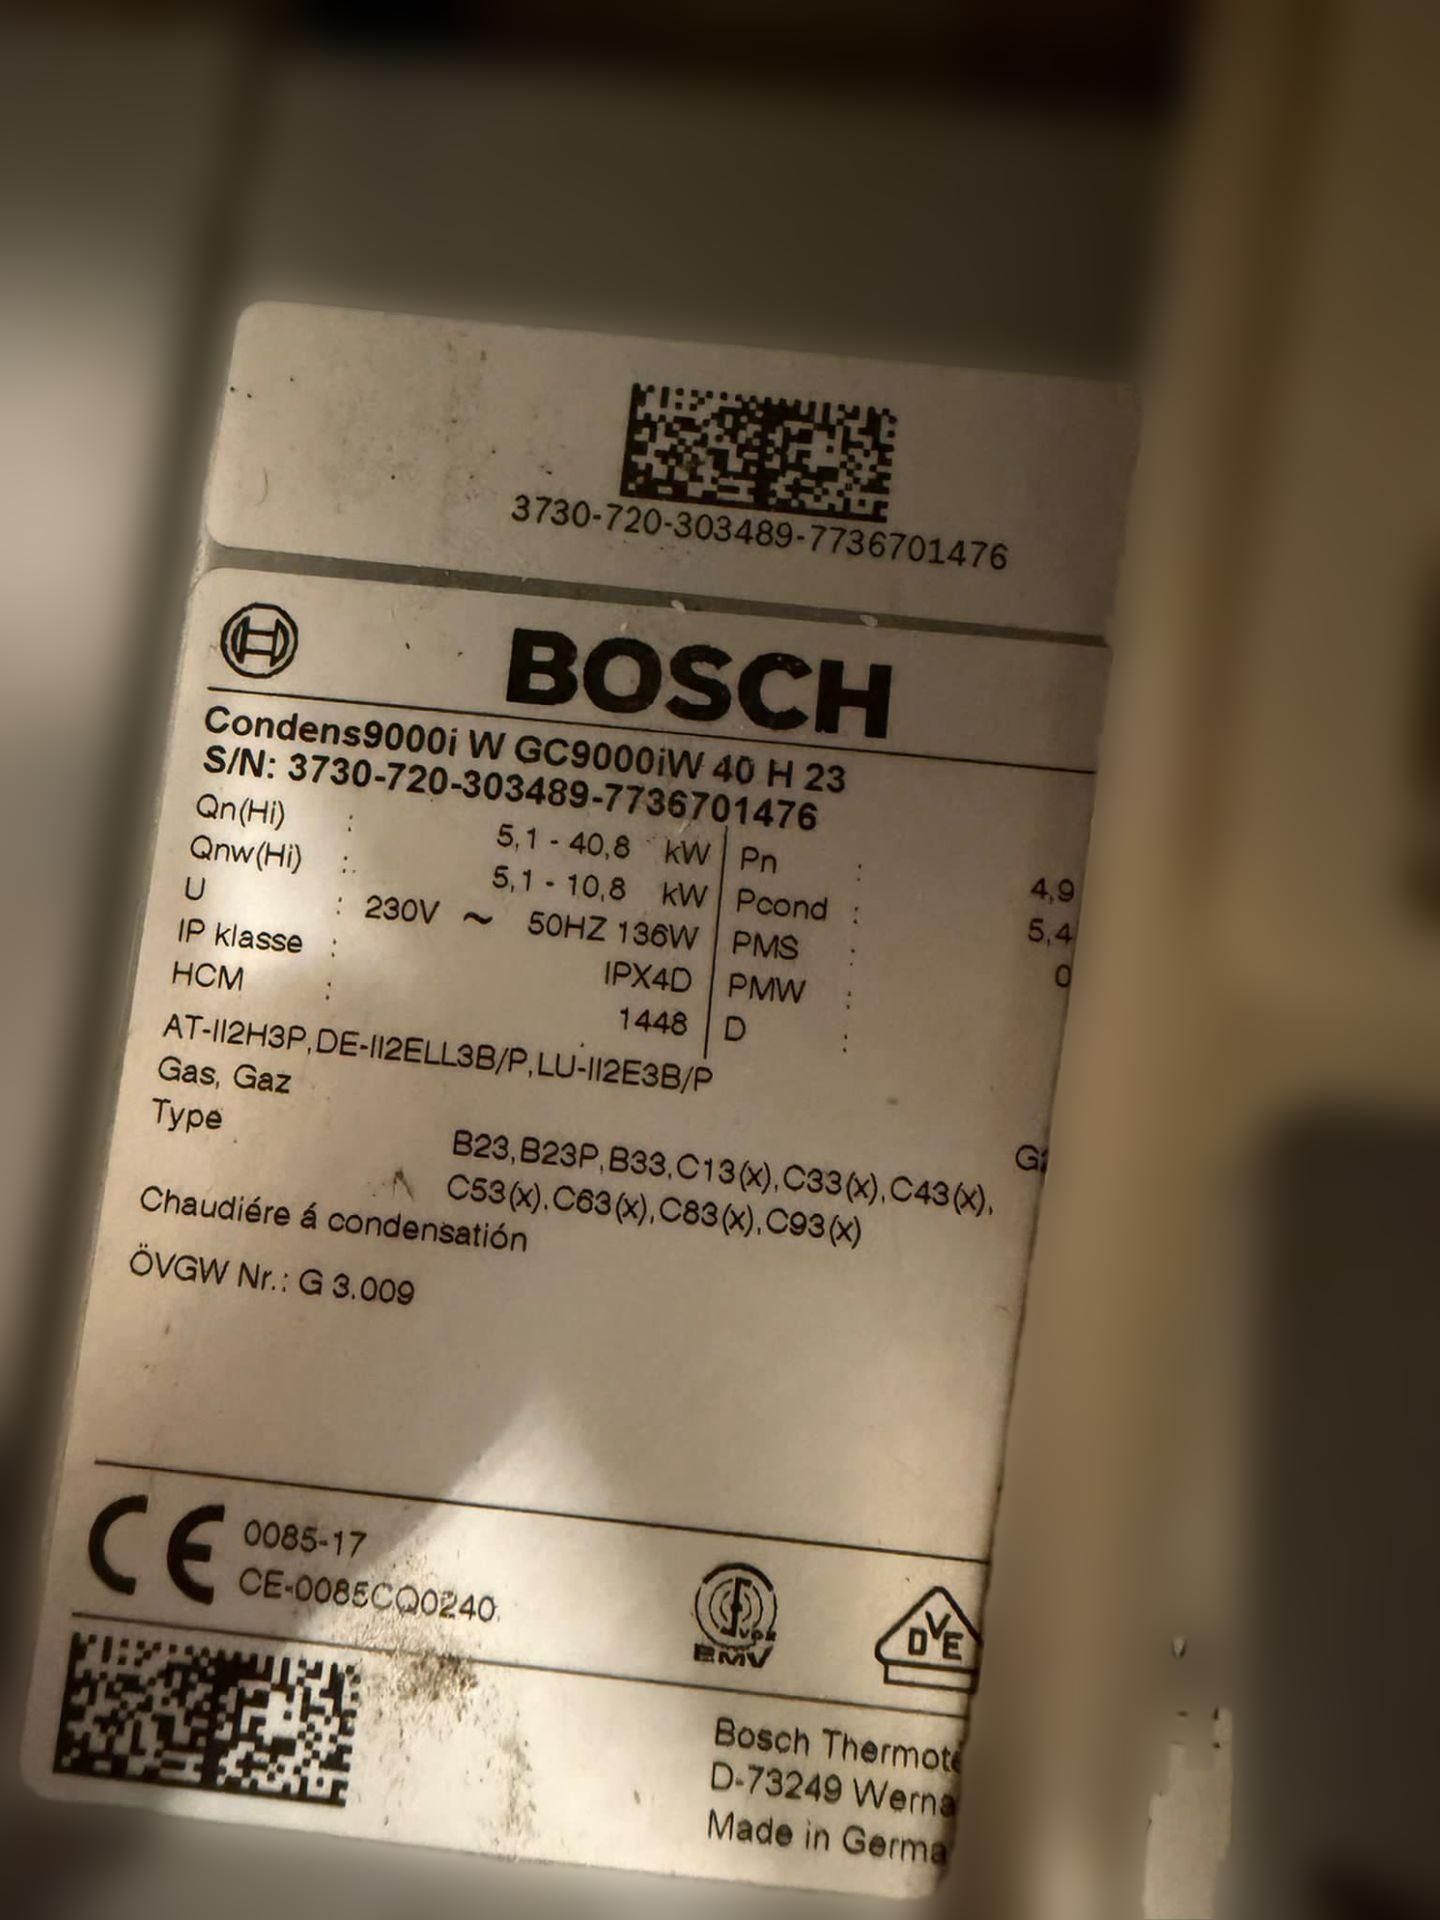 3730-720-303489-7736701476
BOSCH
Condens9000i W GC9000iW 40 H 23
S/N: 3730-720-303489-7736701476
Qn(Hi) : 5,1 - 40,8 kW Pn : 4,9
Qnw(Hi) : 5,1 - 10,8 kW Pcond : 5,4
U : 230V ~ 50HZ 136W PMS : 0
IP klasse : IPX4D PMW :
HCM : 1448 D :
AT-II2H3P,DE-II2ELL3B/P,LU-II2E3B/P
Gas, Gaz
Type B23,B23P,B33,C13(x),C33(x),C43(x),
C53(x),C63(x),C83(x),C93(x)
Chaudiére á condensatión
ÖVGW Nr.: G 3.009
CE 0085-17
CE-0085CQ0240
EMV
DVE
Bosch
D-73249
Made in